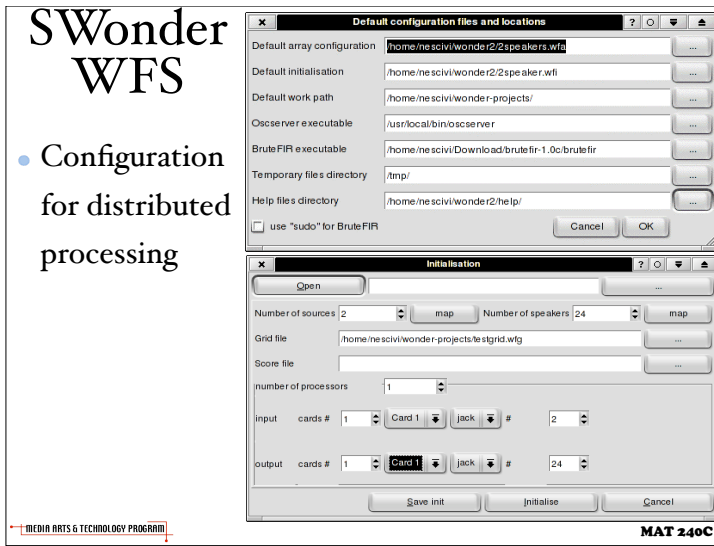 SWonder
WFS
• Configuration
for distributed
processing
Default configuration files and locations
Default array configuration /home/nescivi/wonder2/2speakers.wfa ...
Default initialisation /home/nescivi/wonder2/2speaker.wfi ...
Default work path /home/nescivi/wonder-projects/ ...
Oscserver executable /usr/local/bin/oscserver ...
BruteFIR executable /home/nescivi/Download/brutefir-1.0c/brutefir ...
Temporary files directory /tmp/ ...
Help files directory /home/nescivi/wonder2/help/ ...
use "sudo" for BruteFIR Cancel OK
Initialisation
Open ...
Number of sources 2 map Number of speakers 24 map
Grid file /home/nescivi/wonder-projects/testgrid.wfg ...
Score file ...
number of processors 1
input cards # 1 Card 1 jack # 2
output cards # 1 Card 1 jack # 24
Save init Initialise Cancel
MEDIA ARTS & TECHNOLOGY PROGRAM
MAT 240C